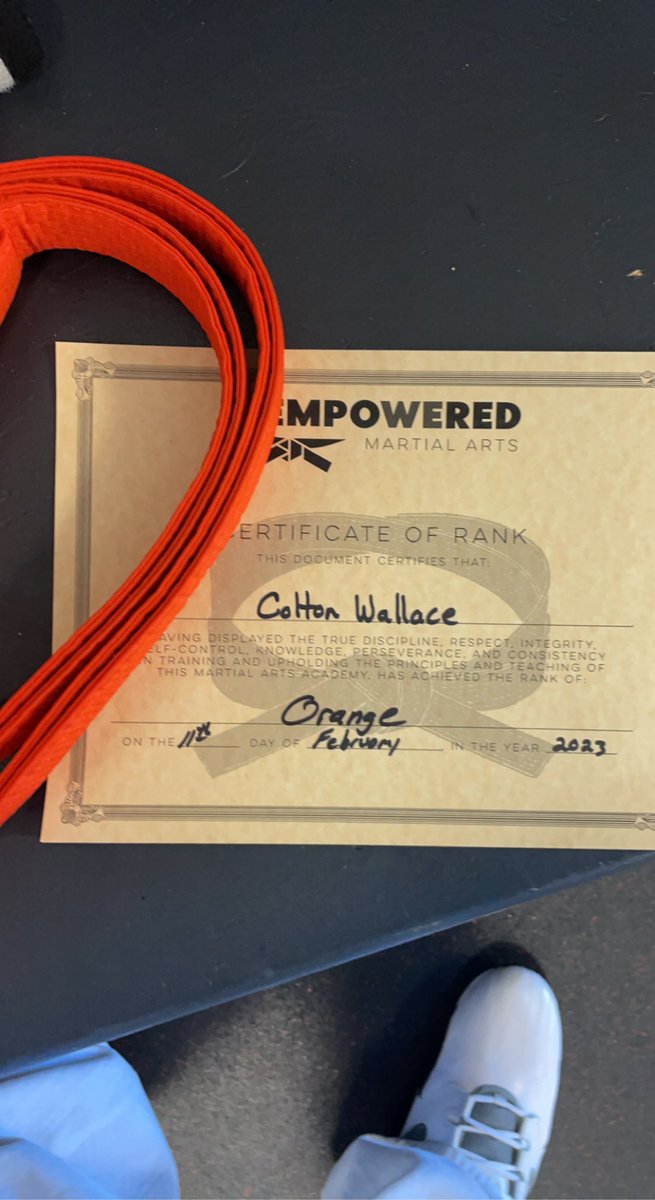 EMPOWERED
MARTIAL ARTS
CERTIFICATE OF RANK
THIS DOCUMENT CERTIFIES THAT:
Colton Wallace
HAVING DISPLAYED THE TRUE DISCIPLINE, RESPECT, INTEGRITY,
SELF-CONTROL, KNOWLEDGE, PERSEVERANCE, AND CONSISTENCY
IN TRAINING AND UPHOLDING THE PRINCIPLES AND TEACHING OF
THIS MARTIAL ARTS ACADEMY, HAS ACHIEVED THE RANK OF:
Orange
ON THE 11th DAY OF February IN THE YEAR 2023